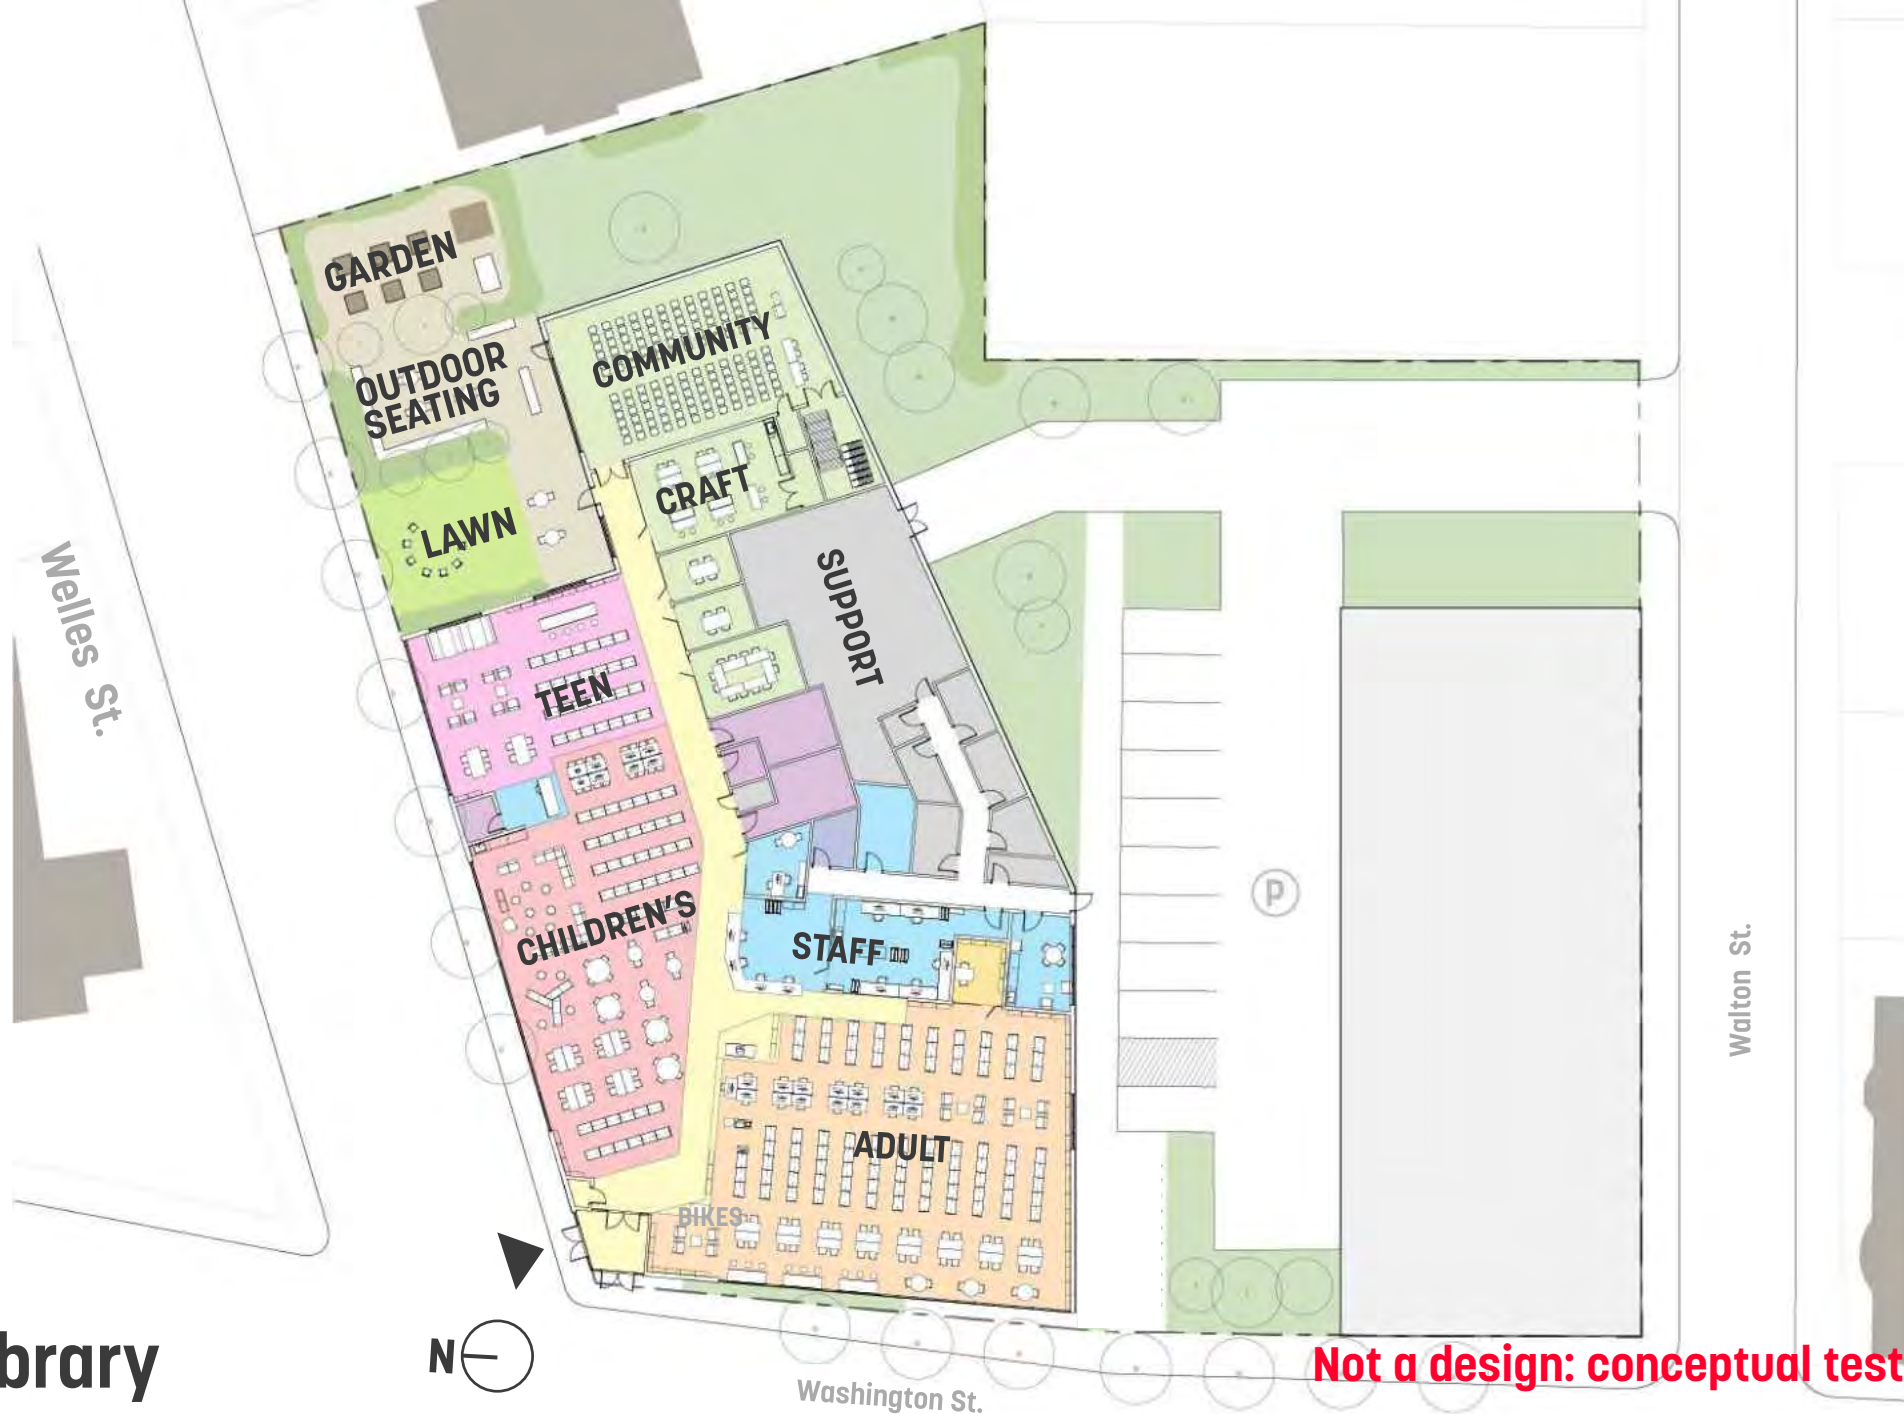 GARDEN
OUTDOOR
SEATING
COMMUNITY
LAWN
CRAFT
SUPPORT
Welles St.
TEEN
CHILDREN'S
STAFF
P
Walton St.
ADULT
BIKES
N
brary
Not a design: conceptual test
Washington St.